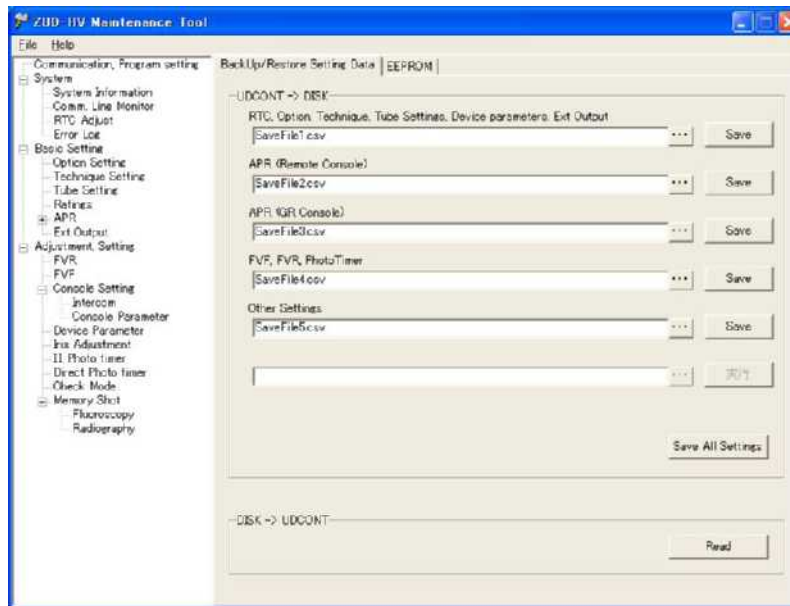 ZUD-HV Maintenance Tool
File Help
Communication, Program setting
System
System Information
Comm. Line Monitor
RTC Adjust
Error Log
Basic Setting
Option Setting
Technique Setting
Tube Setting
Ratings
APR
Ext Output
Adjustment, Setting
FVR
FVF
Console Setting
Intercom
Console Parameter
Device Parameter
Iris Adjustment
II Photo timer
Direct Photo timer
Check Mode
Memory Shot
Fluoroscopy
Radiography
BackUp/Restore Setting Data EEPROM
UDCONT -> DISK
RTC, Option, Technique, Tube Settings, Device parameters, Ext Output
SaveFile1.csv ... Save
APR (Remote Console)
SaveFile2.csv ... Save
APR (GR Console)
SaveFile3.csv ... Save
FVF, FVR, PhotoTimer
SaveFile4.csv ... Save
Other Settings
SaveFile5.csv ... Save
... 実行
Save All Settings
DISK -> UDCONT
Read